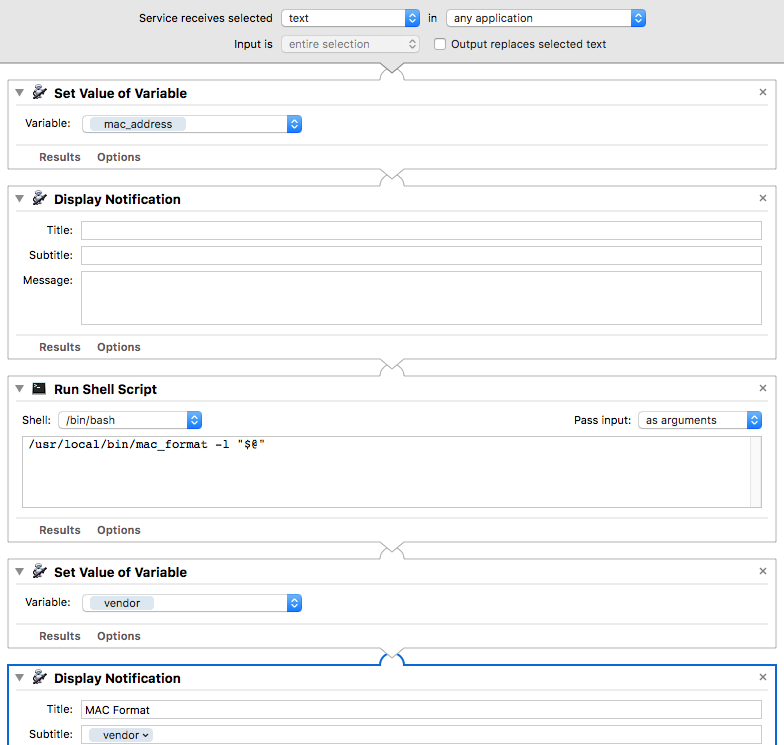 Service receives selected text in any application
Input is entire selection Output replaces selected text
Set Value of Variable
Variable: mac_address
Results Options
Display Notification
Title:
Subtitle:
Message:
Results Options
Run Shell Script
Shell: /bin/bash Pass input: as arguments
/usr/local/bin/mac_format -l "$@"
Results Options
Set Value of Variable
Variable: vendor
Results Options
Display Notification
Title: MAC Format
Subtitle: vendor